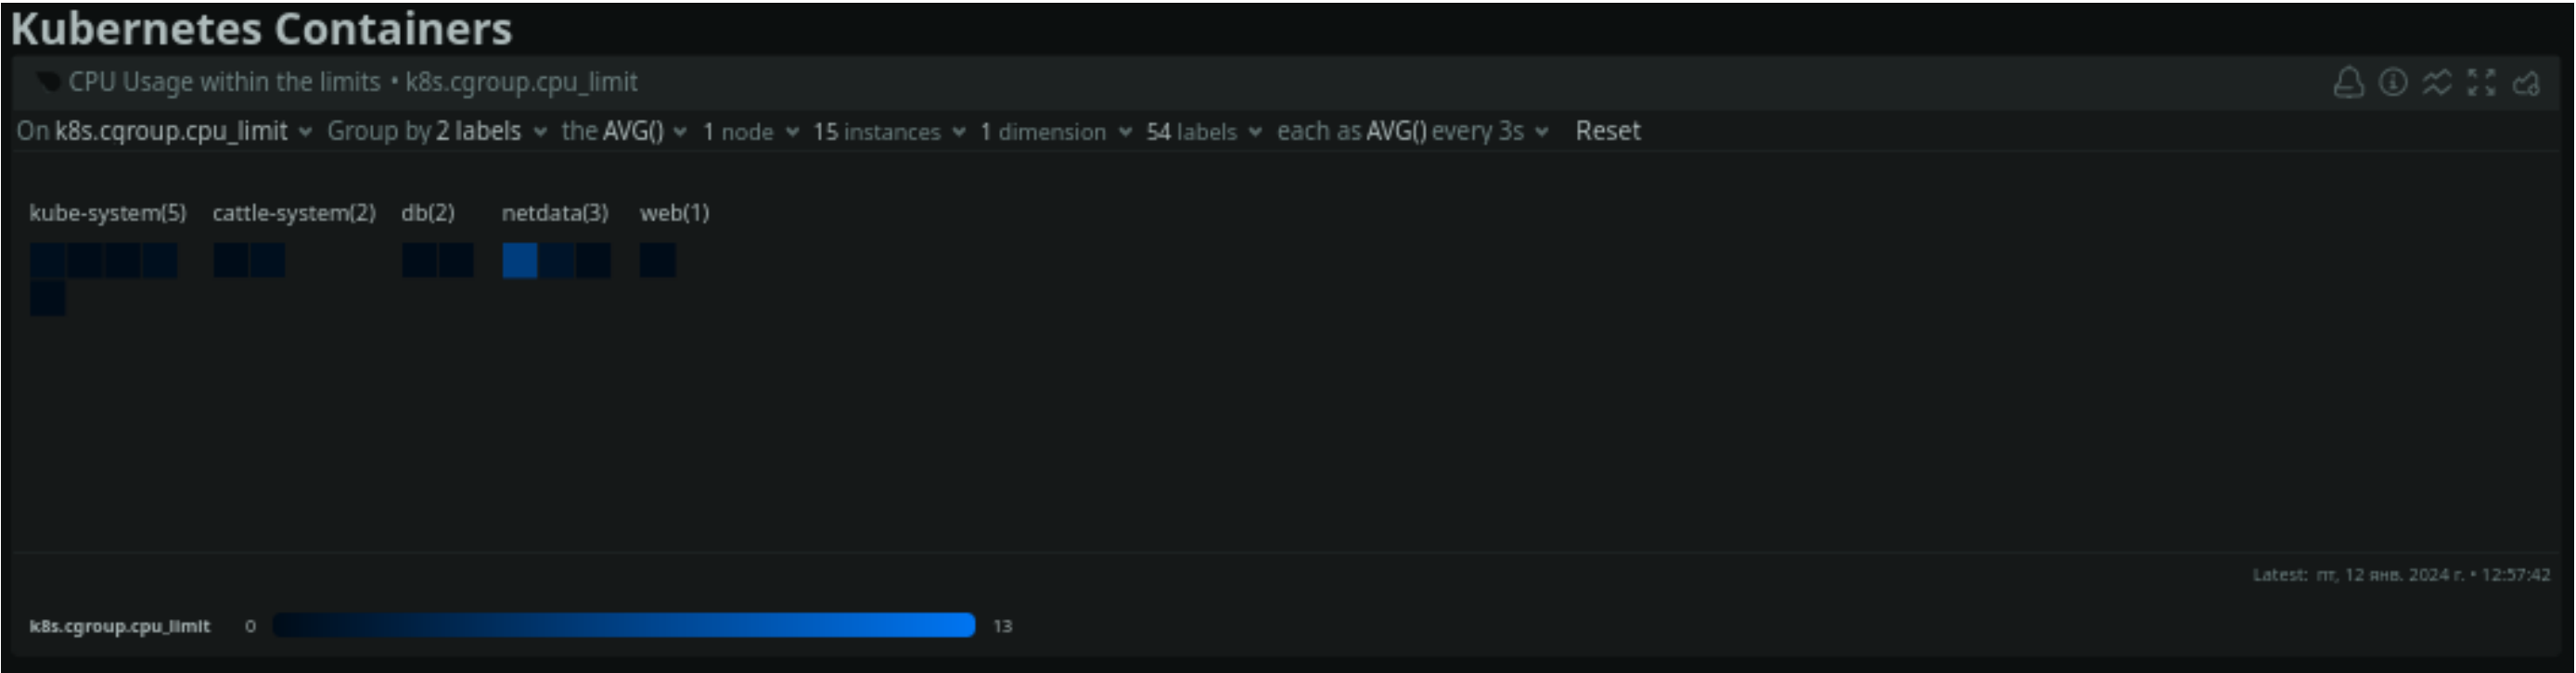 Kubernetes Containers
CPU Usage within the limits • k8s.cgroup.cpu_limit
On k8s.cgroup.cpu_limit Group by 2 labels the AVG() 1 node 15 instances 1 dimension 54 labels each as AVG() every 3s Reset
kube-system(5) cattle-system(2) db(2) netdata(3) web(1)
Latest: пт, 12 янв. 2024 г. • 12:57:42
k8s.cgroup.cpu_limit 0 13